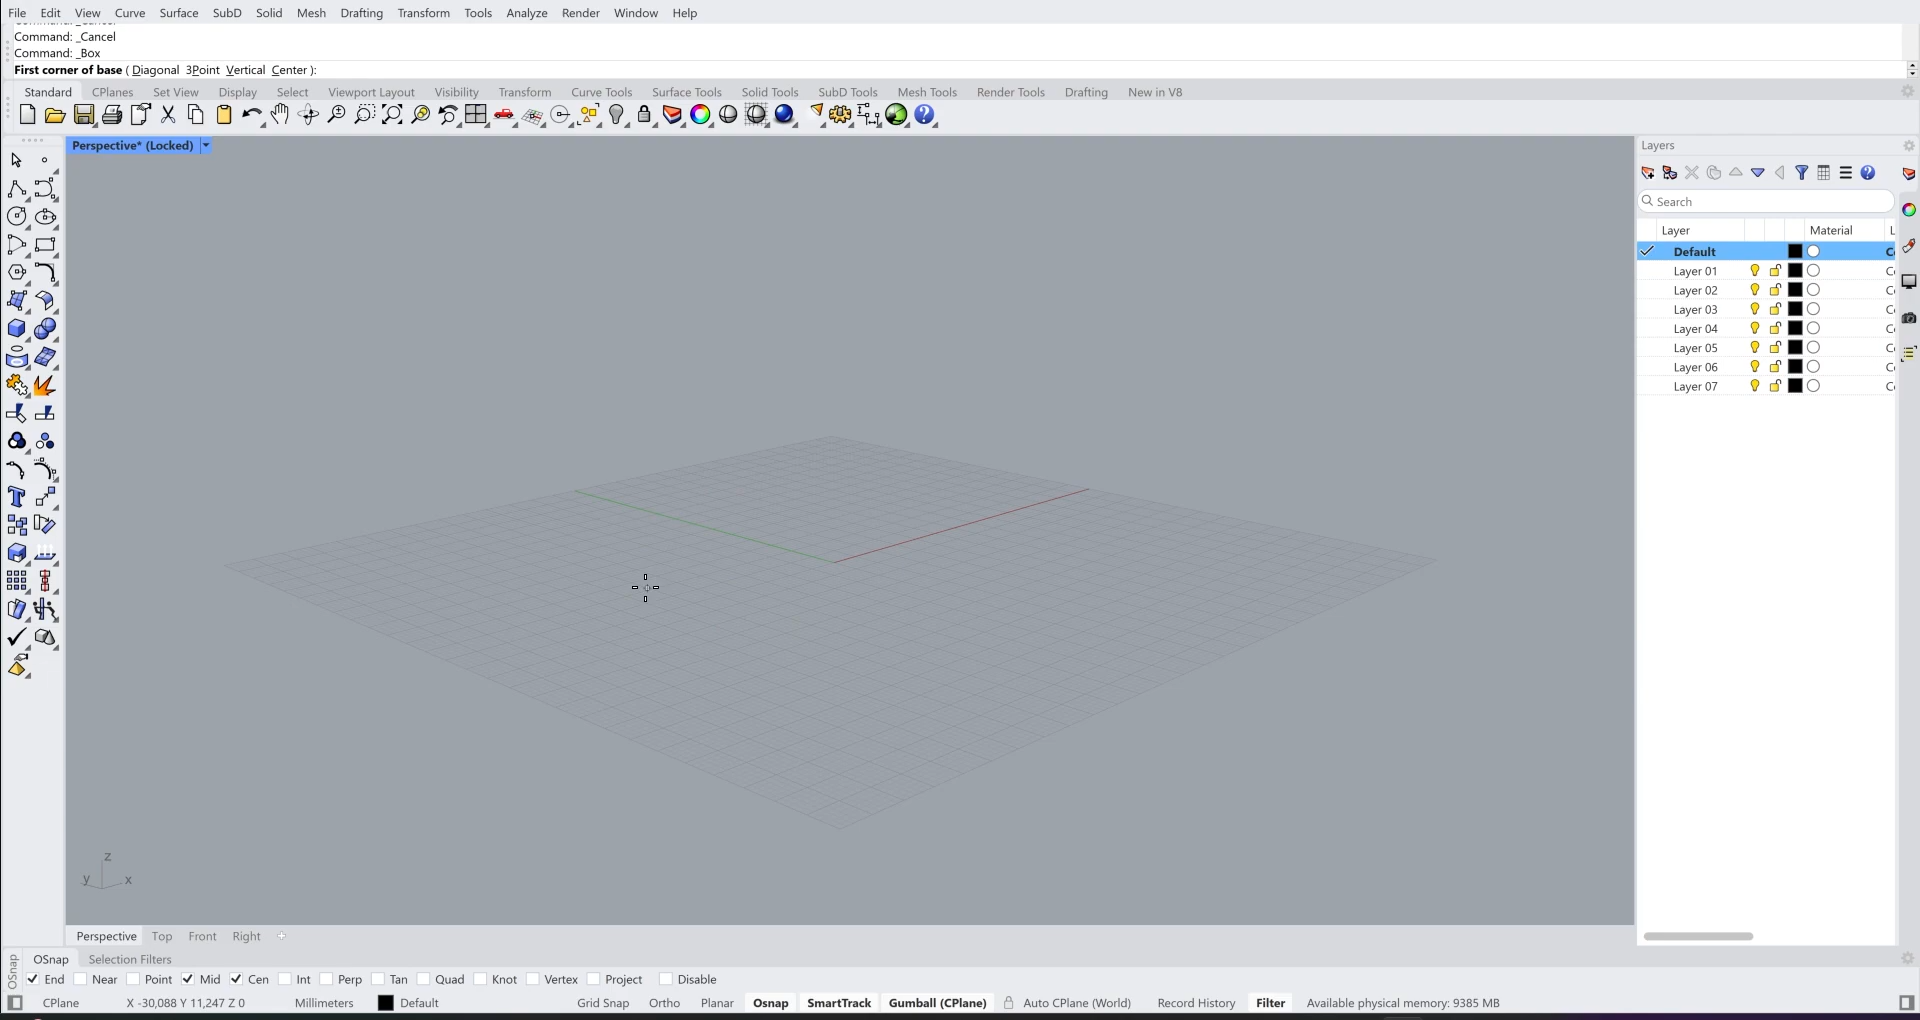 File Edit View Curve Surface SubD Solid Mesh Drafting Transform Tools Analyze Render Window Help
Command: _Cancel
Command: _Box
First corner of base ( Diagonal 3Point Vertical Center ):
Standard CPlanes Set View Display Select Viewport Layout Visibility Transform Curve Tools Surface Tools Solid Tools SubD Tools Mesh Tools Render Tools Drafting New in V8
Perspective* (Locked)
Layers
Search
Layer Material L
Default
Layer 01
Layer 02
Layer 03
Layer 04
Layer 05
Layer 06
Layer 07
z
y x
Perspective Top Front Right
OSnap Selection Filters
OSnap
End Near Point Mid Cen Int Perp Tan Quad Knot Vertex Project Disable
CPlane X -30,088 Y 11,247 Z 0 Millimeters Default Grid Snap Ortho Planar Osnap SmartTrack Gumball (CPlane) Auto CPlane (World) Record History Filter Available physical memory: 9385 MB